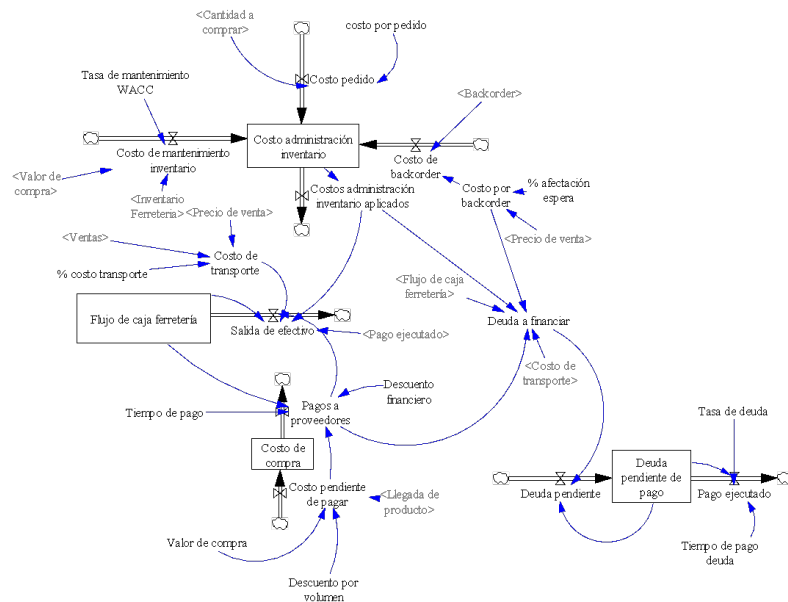 <Cantidad a
comprar>
costo por pedido
Costo pedido
Tasa de mantenimiento
WACC
<Backorder>
Costo administración
inventario
Costo de mantenimiento
inventario
Costo de
backorder
<Valor de
compra>
<Inventario
Ferreteria>
Costos administración
inventario aplicados
Costo por
backorder
% afectación
espera
<Precio de venta>
<Precio de venta>
<Ventas>
Costo de
transporte
% costo transporte
<Flujo de caja
ferretería>
Flujo de caja ferretería
Salida de efectivo
<Pago ejecutado>
Deuda a financiar
<Costo de
transporte>
Descuento
financiero
Tiempo de pago
Pagos a
proveedores
Tasa de deuda
Costo de
compra
Deuda
pendiente de
pago
Costo pendiente
de pagar
<Llegada de
producto>
Deuda pendiente
Pago ejecutado
Valor de compra
Tiempo de pago
deuda
Descuento por
volumen